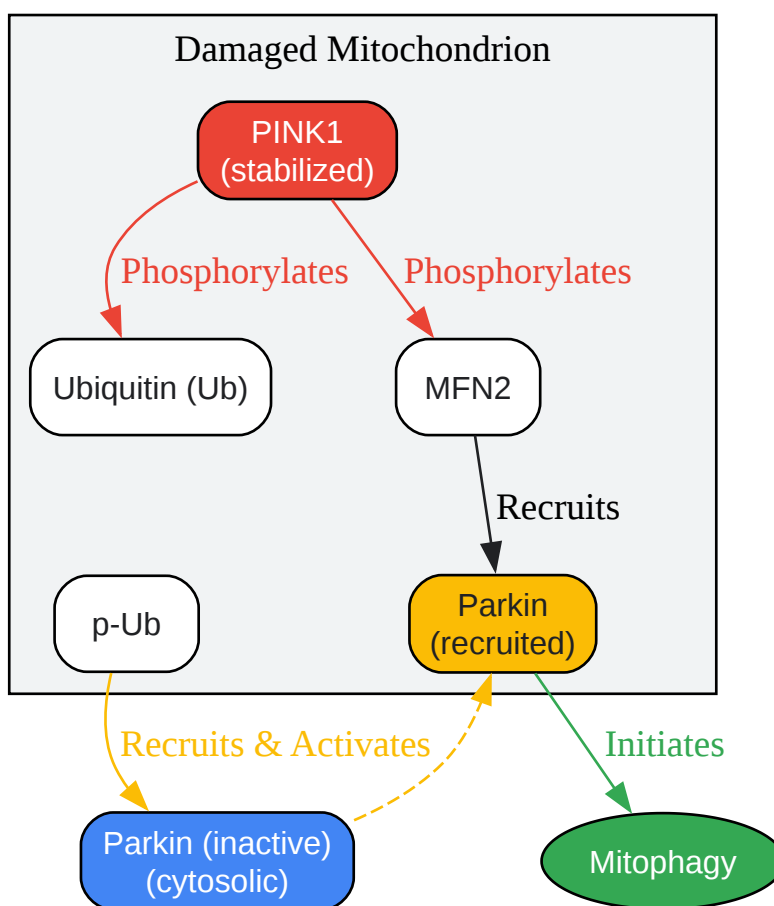 Damaged Mitochondrion
PINK1
(stabilized)
Phosphorylates
Phosphorylates
Ubiquitin (Ub)
MFN2
Recruits
p-Ub
Parkin
(recruited)
Recruits & Activates
Initiates
Parkin (inactive)
(cytosolic)
Mitophagy